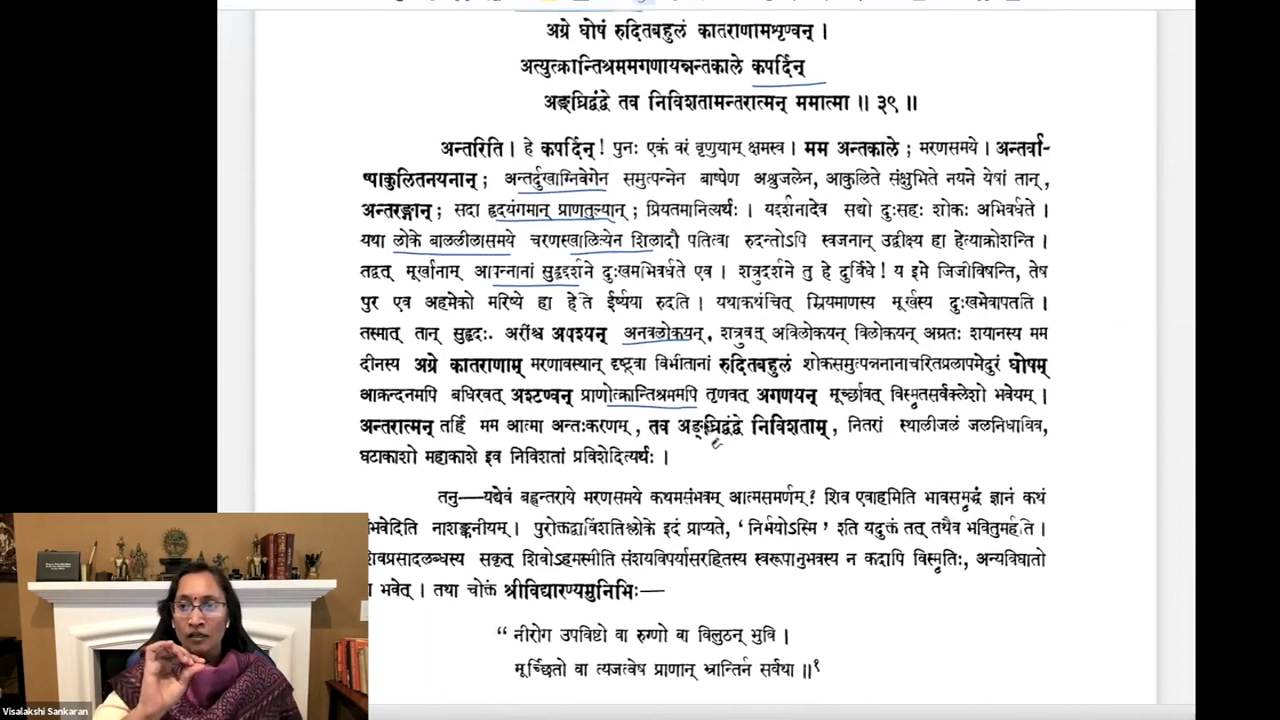 अग्रे घोषं रुदितबहुलं कातराणामशृण्वन् ।
अत्युत्क्रान्तिश्रममगणायन्नन्तकाले कपर्दिन्
अङ्घ्रिद्वंद्वे तव निविशतामन्तरात्मन् ममात्मा ॥ ३९ ॥
अन्तरिति । हे कपर्दिन् ! पुनः एकं वरं वृणुयाम् क्षमस्व । मम अन्तकाले ; मरणसमये । अन्तर्वा-
ष्पाकुलितनयनान् ; अन्तर्दुखाग्निवेगेन समुत्पन्नेन बाष्पेण अश्रुजलेन, आकुलिते संक्षुभिते नयने येषां तान् ,
अन्तरङ्गान् ; सदा हृदयंगमान् प्राणतुल्यान् ; प्रियतमानित्यर्थः । यद्दर्शनादेव सद्यो दुःसहः शोकः अभिवर्धते ।
यथा लोके बाललीलासमये चरणस्खालित्येन शिलादौ पतित्वा रुदन्तोऽपि स्वजनान् उद्वीक्ष्य हा हेत्याक्रोशन्ति ।
तद्वत् मूर्खानाम् आपन्नानां सुहृद्दर्शने दुःखमभिवर्धते एव । शत्रुदर्शने तु हे दुर्विधे ! य इमे जिजीविषन्ति, तेष
पुर एव अहमेको मरिष्ये हा हेति ईर्ष्यया रुदति । यथाकथंचित् म्रियमाणस्य मूर्खस्य दुःखमेवापतति ।
तस्मात् तान् सुहृदः. अरींश्च अपश्यन् अनवलोकयन् , शत्रुवत् अविलोकयन् विलोकयन् अग्रतः शयानस्य मम
दीनस्य अग्रे कातराणाम् मरणावस्थान् दृष्ट्वा विभीतानां रुदितबहुलं शोकसमुत्पन्ननानाचरितप्रलापमेदुरं घोषम्
आक्रन्दनमपि बधिरवत् अश्टण्वन् प्राणोत्क्रान्तिश्रममपि तृणवत् अगणयन् मूर्च्छावत् विस्मृतसर्वक्लेशो भवेयम् ।
अन्तरात्मन् तर्हि मम आत्मा अन्तःकरणम् , तव अङ्घ्रिद्वंद्वे निविशताम् , नितरां स्थालीजलं जलनिधाविव,
घटाकाशो महाकाशे इव निविशतां प्रविशेदित्यर्थः ।
तनु—यद्येवं बह्वन्तराये मरणसमये कथमसंभवत्रम् आत्मसमर्णम् ? शिव एवाहमिति भावसमृद्धं ज्ञानं कथं
भवेदिति नाशङ्कनीयम् । पुरोक्तद्वाविंशतिश्लोके इदं प्राप्यते, ‘ निर्भयोऽस्मि ’ इति यदुक्तं तत् तथैव भवितुमर्हति ।
शिवप्रसादलब्धस्य सकृत् शिवोऽहमस्मीति संशयविपर्यासरहितस्य स्वरूपानुभवस्य न कदापि विस्मृतिः, अन्यविघातो
भवेत् । तथा चोक्तं श्रीविद्यारण्यमुनिभिः—
“ नीरोग उपविष्टो वा रुग्णो वा विलुठन् भुवि ।
मूर्च्छितो वा त्यजत्वेष प्राणान् भ्रान्तिर्न सर्वथा ॥१
Visalakshi Sankaran